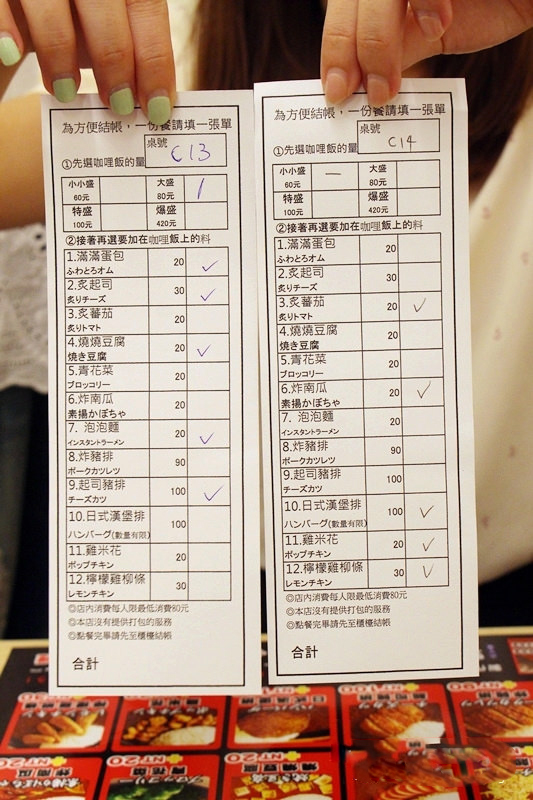 為方便結帳，一份餐請填一張單
桌號
C13
①先選咖哩飯的量
小小盛 60元 大盛 80元 /
特盛 100元 爆盛 420元
②接著再選要加在咖哩飯上的料
1.滿滿蛋包 20 ✓
ふわとろオム
2.炙起司 30 ✓
炙りチーズ
3.炙蕃茄 20
炙りトマト
4.燒燒豆腐 20 ✓
焼き豆腐
5.青花菜 20
ブロッコリー
6.炸南瓜 20
素揚かぼちゃ
7. 泡泡麵 20 ✓
インスタントラーメン
8.炸豬排 90
ポークカツレツ
9.起司豬排 100 ✓
チーズカツ
10.日式漢堡排 100
ハンバーグ(數量有限)
11.雞米花 20
ポップチキン
12.檸檬雞柳條 30
レモンチキン
◎店內消費每人限最低消費80元
◎本店沒有提供打包的服務
◎點餐完畢請先至櫃檯結帳
合計
為方便結帳，一份餐請填一張單
桌號
C14
①先選咖哩飯的量
小小盛 60元 一 大盛 80元
特盛 100元 爆盛 420元
②接著再選要加在咖哩飯上的料
1.滿滿蛋包 20
ふわとろオム
2.炙起司 30
炙りチーズ
3.炙蕃茄 20 ✓
炙りトマト
4.燒燒豆腐 20
焼き豆腐
5.青花菜 20
ブロッコリー
6.炸南瓜 20 ✓
素揚かぼちゃ
7. 泡泡麵 20
インスタントラーメン
8.炸豬排 90
ポークカツレツ
9.起司豬排 100
チーズカツ
10.日式漢堡排 100 ✓
ハンバーグ(數量有限)
11.雞米花 20 ✓
ポップチキン
12.檸檬雞柳條 30 ✓
レモンチキン
◎店內消費每人限最低消費80元
◎本店沒有提供打包的服務
◎點餐完畢請先至櫃檯結帳
合計